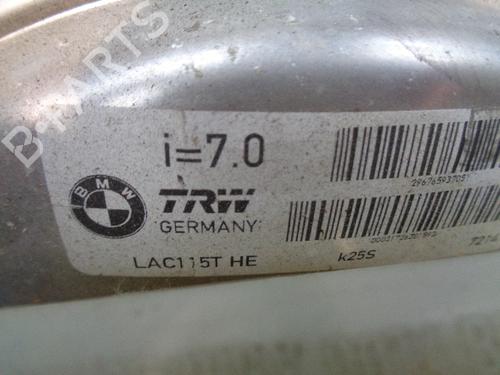 B-PARTS
i=7.0
BMW
TRW
GERMANY
LAC115T HE
k25S